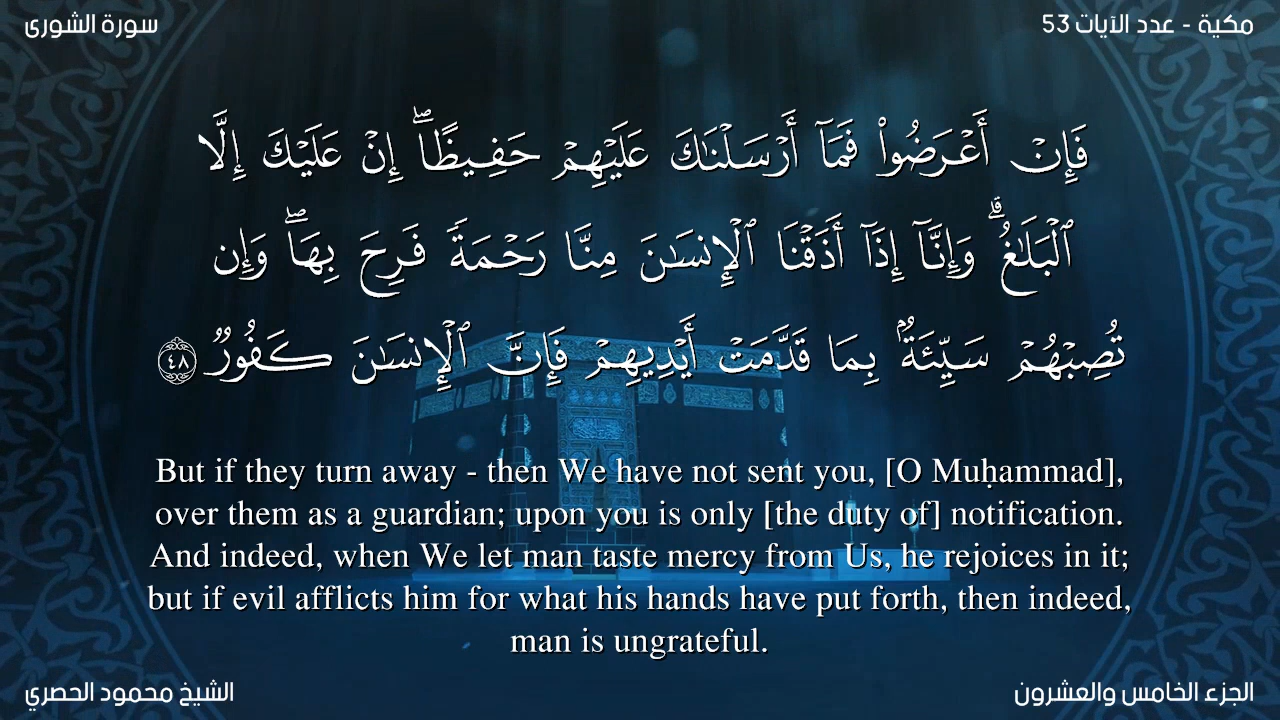 مكية - عدد الآيات 53
سورة الشورى
فَإِنْ أَعْرَضُوا۟ فَمَآ أَرْسَلْنَٰكَ عَلَيْهِمْ حَفِيظًا ۖ إِنْ عَلَيْكَ إِلَّا
ٱلْبَلَٰغُ ۗ وَإِنَّآ إِذَآ أَذَقْنَا ٱلْإِنسَٰنَ مِنَّا رَحْمَةً فَرِحَ بِهَا ۖ وَإِن
تُصِبْهُمْ سَيِّئَةٌۢ بِمَا قَدَّمَتْ أَيْدِيهِمْ فَإِنَّ ٱلْإِنسَٰنَ كَفُورٌ ٤٨
But if they turn away - then We have not sent you, [O Muḥammad],
over them as a guardian; upon you is only [the duty of] notification.
And indeed, when We let man taste mercy from Us, he rejoices in it;
but if evil afflicts him for what his hands have put forth, then indeed,
man is ungrateful.
الجزء الخامس والعشرون
الشيخ محمود الحصري